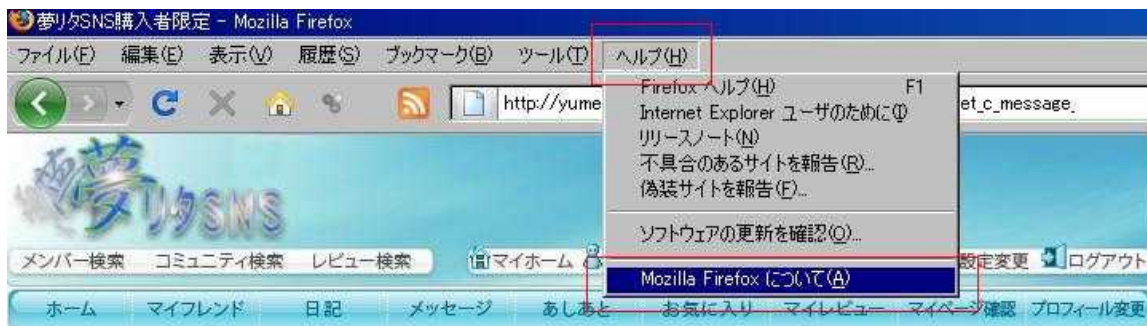 夢リタSNS購入者限定 - Mozilla Firefox
ファイル(F) 編集(E) 表示(V) 履歴(S) ブックマーク(B) ツール(T) ヘルプ(H)
http://yume
et_c_message_
Firefox ヘルプ(H) F1
Internet Explorer ユーザのために(I)
リリースノート(N)
不具合のあるサイトを報告(R)...
偽装サイトを報告(F)...
ソフトウェアの更新を確認(O)...
Mozilla Firefox について(A)
夢リタSNS
メンバー検索 コミュニティ検索 レビュー検索 マイホーム 設定変更 ログアウト
ホーム マイフレンド 日記 メッセージ あしあと お気に入り マイレビュー マイページ確認 プロフィール変更